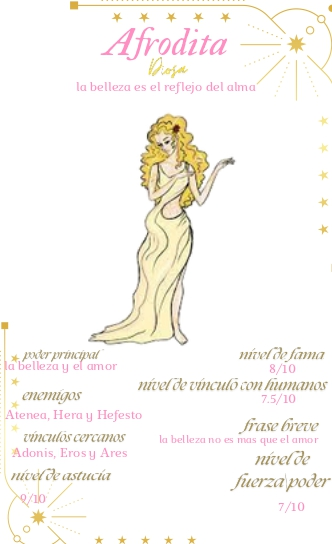 Afrodita
Diosa
la belleza es el reflejo del alma
poder principal
la belleza y el amor
enemigos
Atenea, Hera y Hefesto
vínculos cercanos
Adonis, Eros y Ares
nivel de astucia
9/10
nivel de fama
8/10
nivel de vínculo con humanos
7.5/10
frase breve
la belleza no es mas que el amor
nivel de
fuerza\poder
7/10